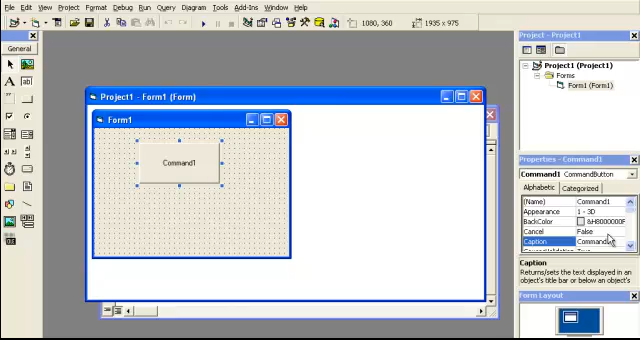 File Edit View Project Format Debug Run Query Diagram Tools Add-Ins Window Help
1080, 360 1935 x 975
General
Project1 - Form1 (Form)
Form1
Command1
Project - Project1
Project1 (Project1)
Forms
Form1 (Form1)
Properties - Command1
Command1 CommandButton
Alphabetic Categorized
(Name) Command1
Appearance 1 - 3D
BackColor &H8000000F
Cancel False
Caption
Caption
Returns/sets the text displayed in
an object's title bar or below an object's
Form Layout